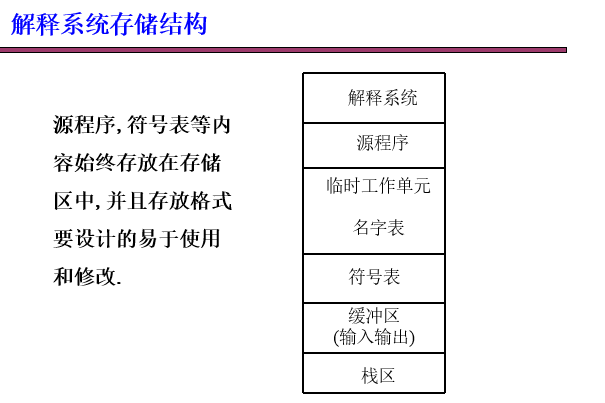 解释系统存储结构
源程序,符号表等内
容始终存放在存储
区中,并且存放格式
要设计的易于使用
和修改.
解释系统
源程序
临时工作单元
名字表
符号表
缓冲区
(输入输出)
栈区